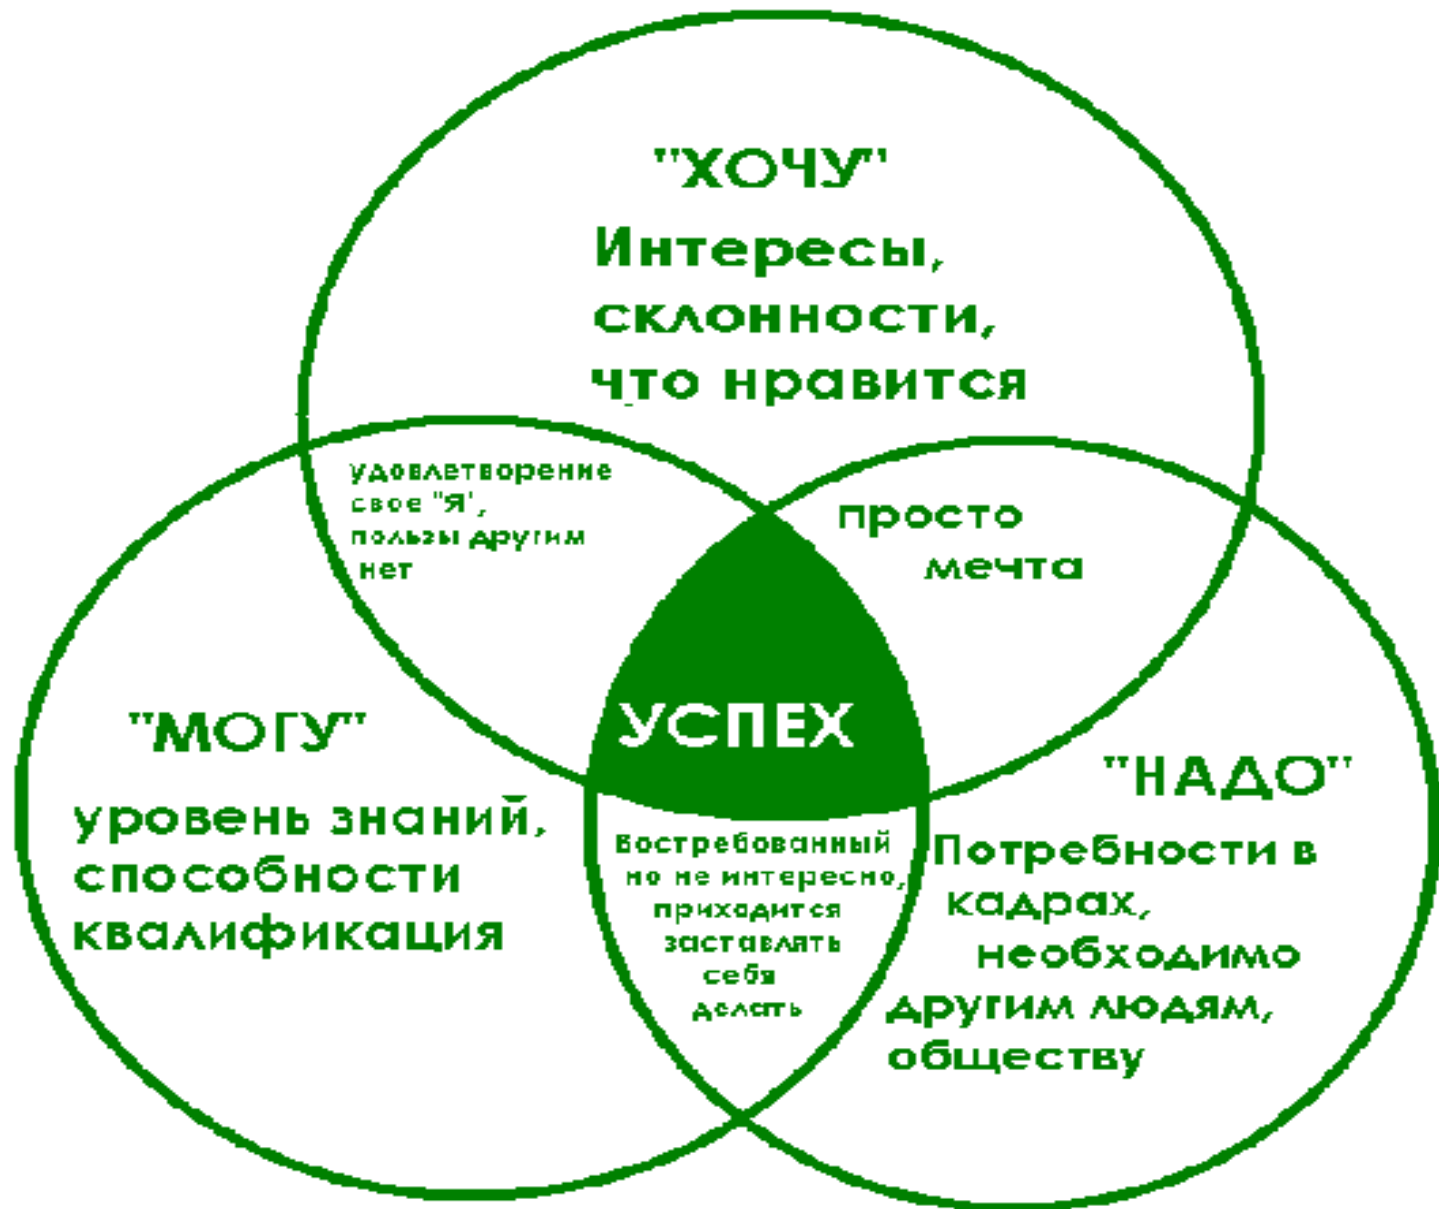 "ХОЧУ"
Интересы,
склонности,
что нравится
удовлетворение
свое "Я",
пользы другим
нет
просто
мечта
УСПЕХ
"МОГУ"
уровень знаний,
способности
квалификация
"НАДО"
Потребности в
кадрах,
необходимо
другим людям,
обществу
Востребованный
но не интересно,
приходится
заставлять
себя
делать